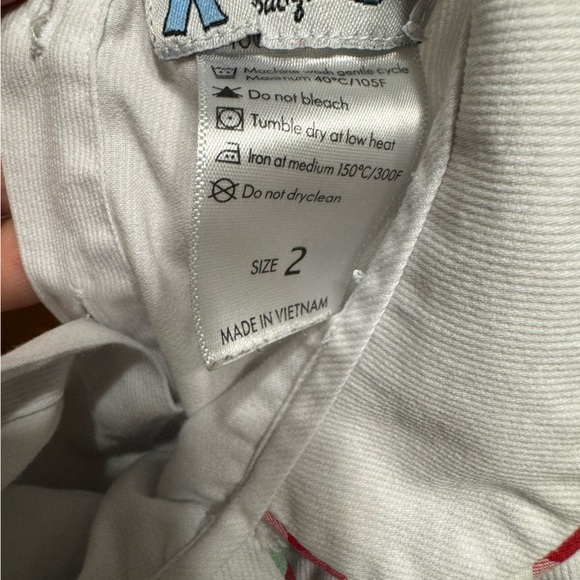 Machine wash gentle cycle
Maximum 40°C/105F
Do not bleach
Tumble dry at low heat
Iron at medium 150°C/300F
Do not dryclean
SIZE 2
MADE IN VIETNAM